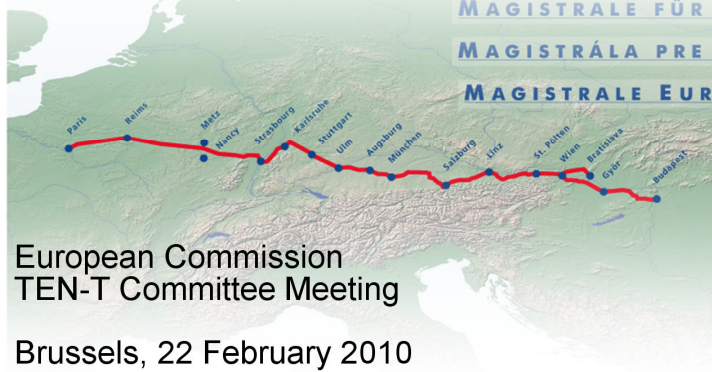 MAGISTRALE FÜR
MAGISTRÁLA PRE
MAGISTRALE EUR
Paris
Reims
Metz
Nancy
Strasbourg
Karlsruhe
Stuttgart
Ulm
Augsburg
München
Salzburg
Linz
St. Pölten
Wien
Bratislava
Györ
Budapest
European Commission
TEN-T Committee Meeting
Brussels, 22 February 2010